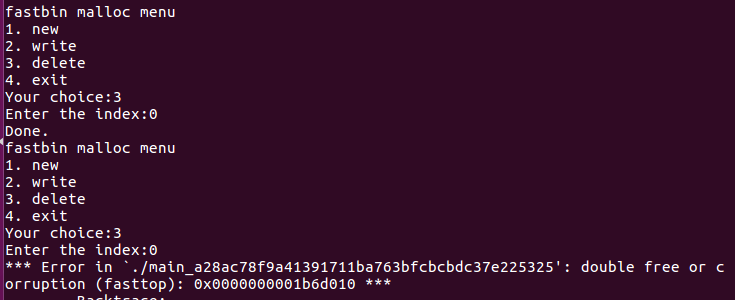 fastbin malloc menu
1. new
2. write
3. delete
4. exit
Your choice:3
Enter the index:0
Done.
fastbin malloc menu
1. new
2. write
3. delete
4. exit
Your choice:3
Enter the index:0
*** Error in `./main_a28ac78f9a41391711ba763bfcbcbdc37e225325': double free or c
orruption (fasttop): 0x0000000001b6d010 ***
======= Backtrace: =========